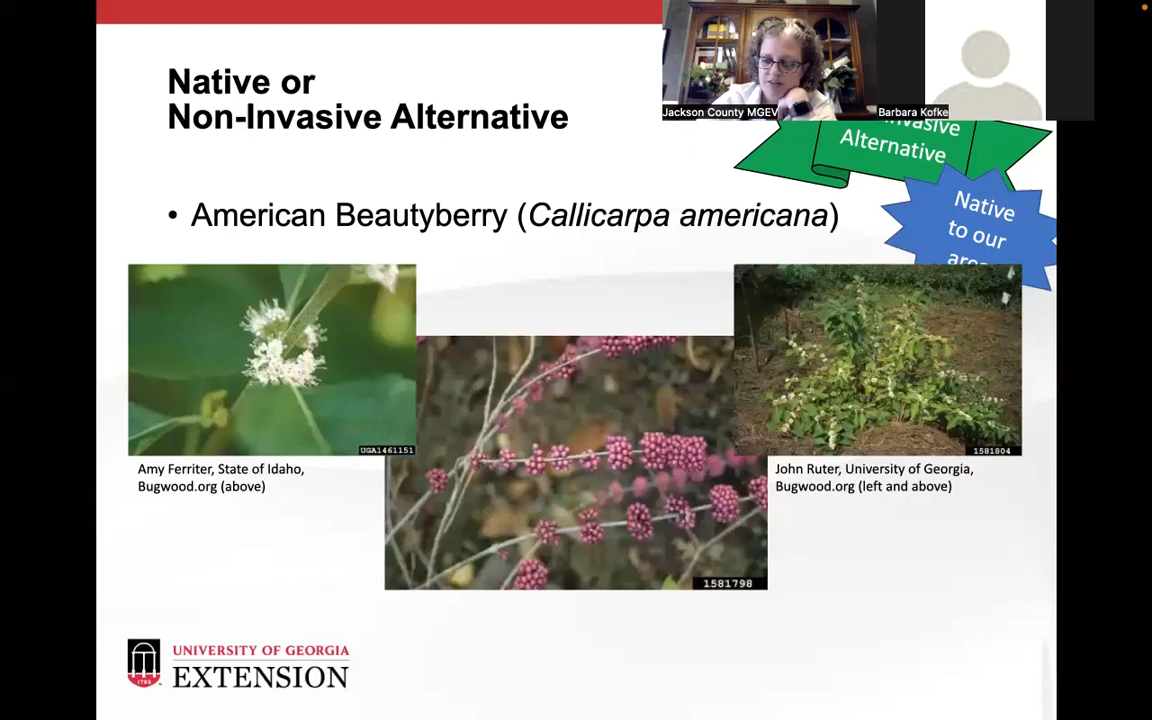 Native or
Non-Invasive Alternative
Jackson County MGEV
Barbara Kofke
Alternative
Native
to our
• American Beautyberry (Callicarpa americana)
UGA1461151
1581804
Amy Ferriter, State of Idaho,
Bugwood.org (above)
John Ruter, University of Georgia,
Bugwood.org (left and above)
1581798
1785
UNIVERSITY OF GEORGIA
EXTENSION